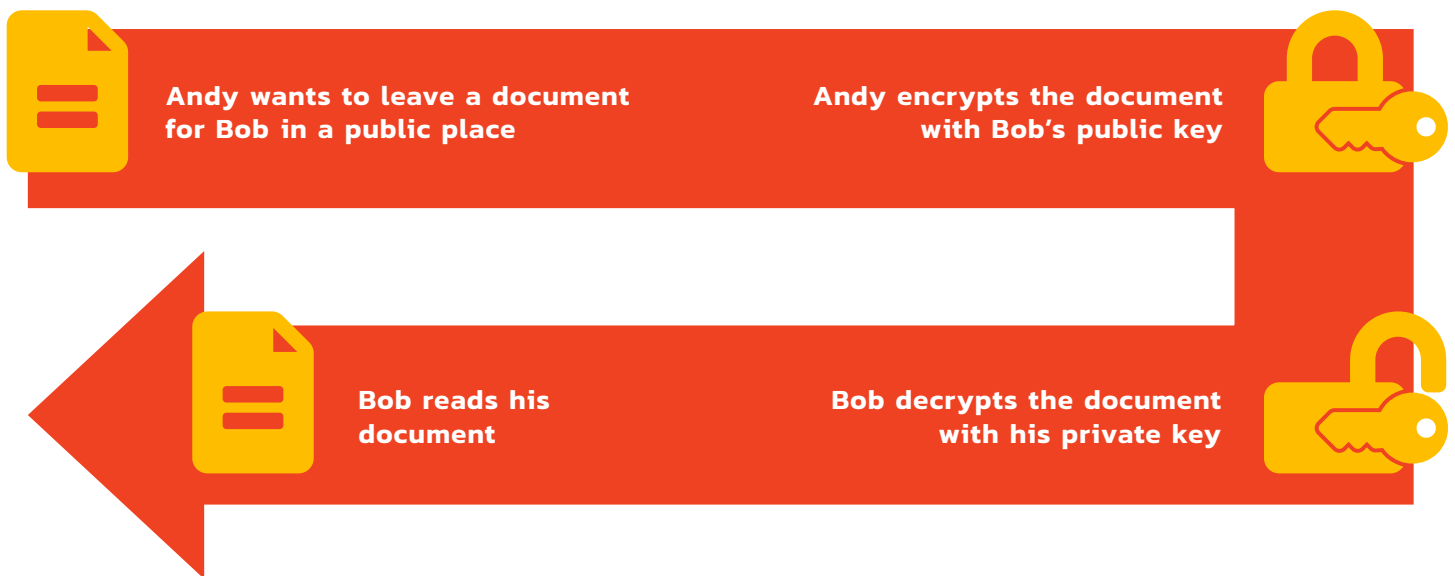 Andy wants to leave a document
for Bob in a public place
Andy encrypts the document
with Bob's public key
Bob decrypts the document
with his private key
Bob reads his
document